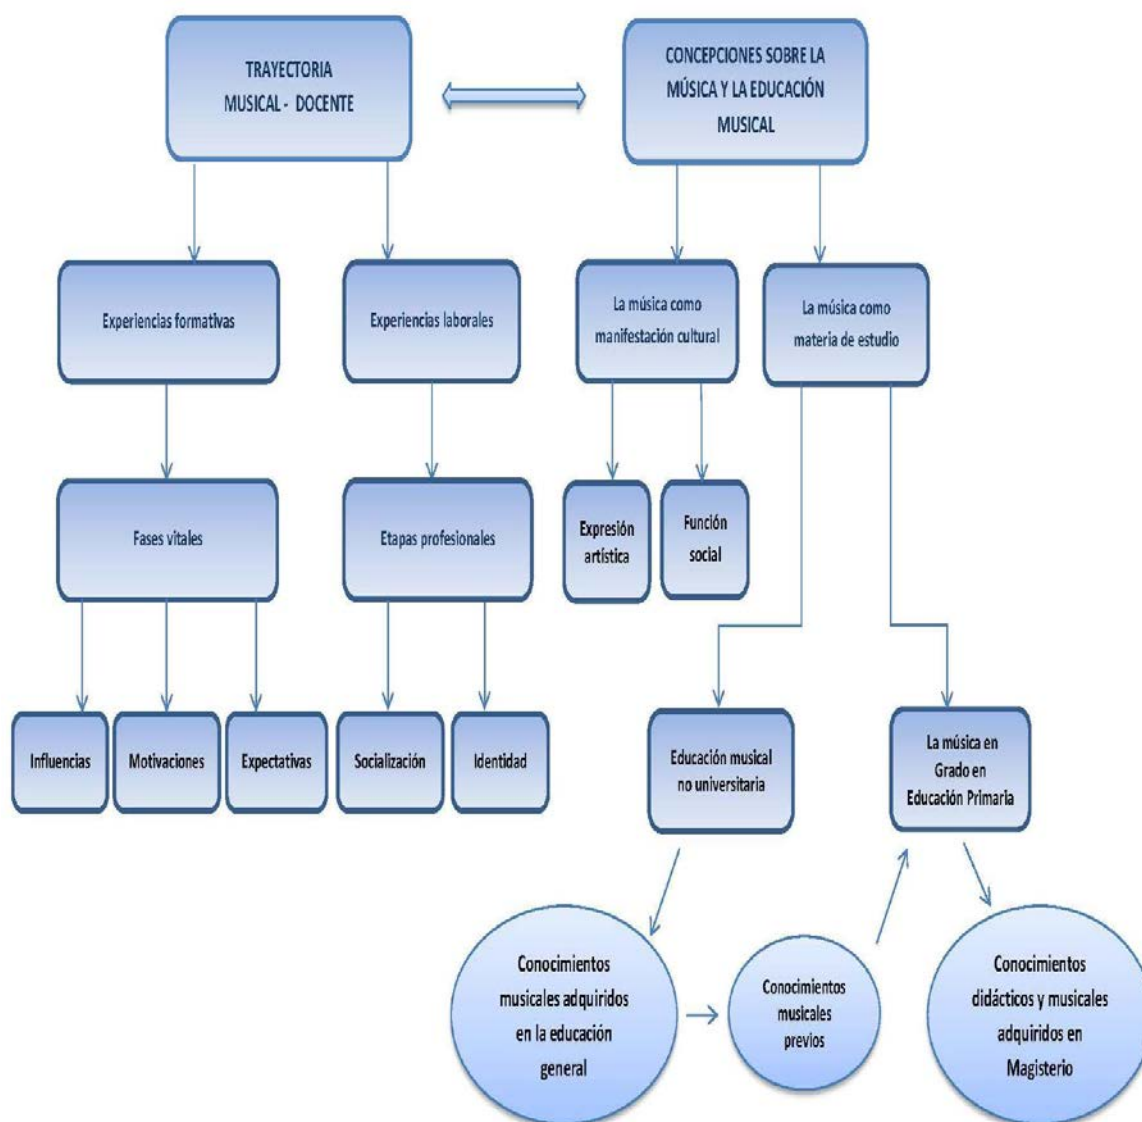 TRAYECTORIA
MUSICAL - DOCENTE
CONCEPCIONES SOBRE LA
MÚSICA Y LA EDUCACIÓN
MUSICAL
Experiencias formativas
Experiencias laborales
La música como
manifestación cultural
La música como
materia de estudio
Fases vitales
Etapas profesionales
Expresión
artística
Función
social
Influencias
Motivaciones
Expectativas
Socialización
Identidad
Educación musical
no universitaria
La música en
Grado en
Educación Primaria
Conocimientos
musicales adquiridos
en la educación
general
Conocimientos
musicales
previos
Conocimientos
didácticos y musicales
adquiridos en
Magisterio